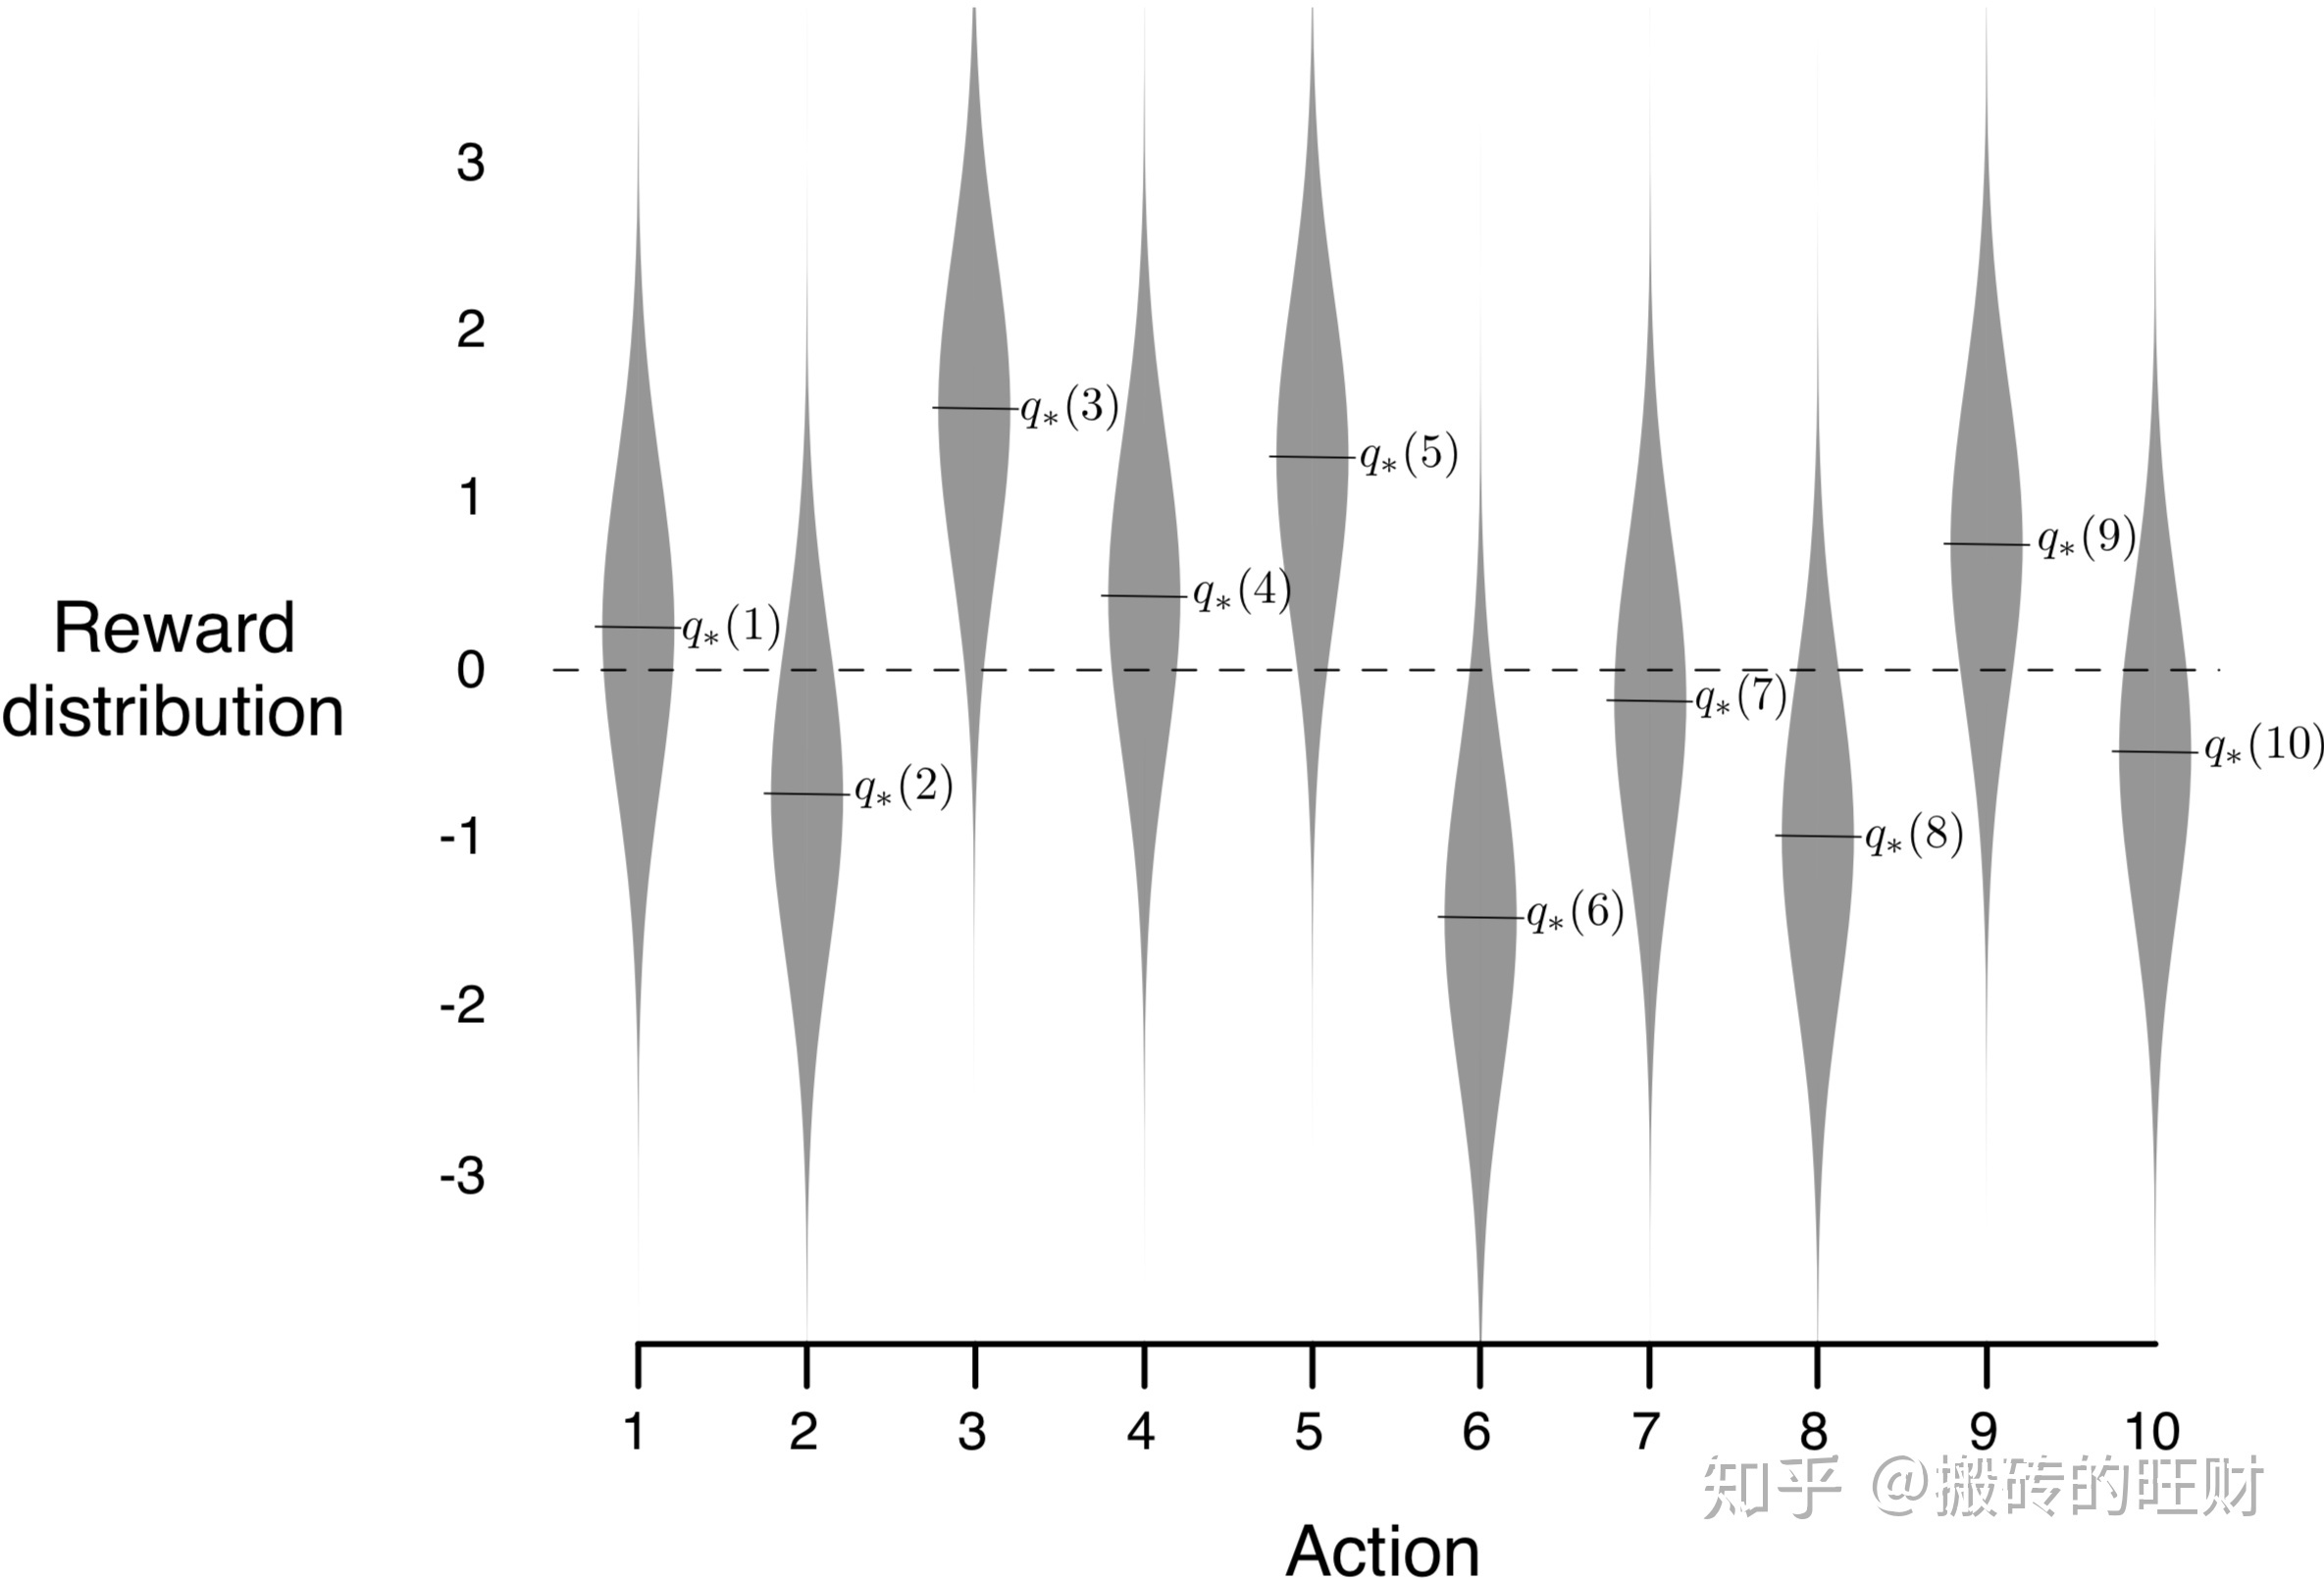 3
2
1
0
-1
-2
-3
Reward
distribution
q∗(1)
q∗(2)
q∗(3)
q∗(4)
q∗(5)
q∗(6)
q∗(7)
q∗(8)
q∗(9)
q∗(10)
1 2 3 4 5 6 7 8 9 10
Action
知乎 @搬砖的旺财